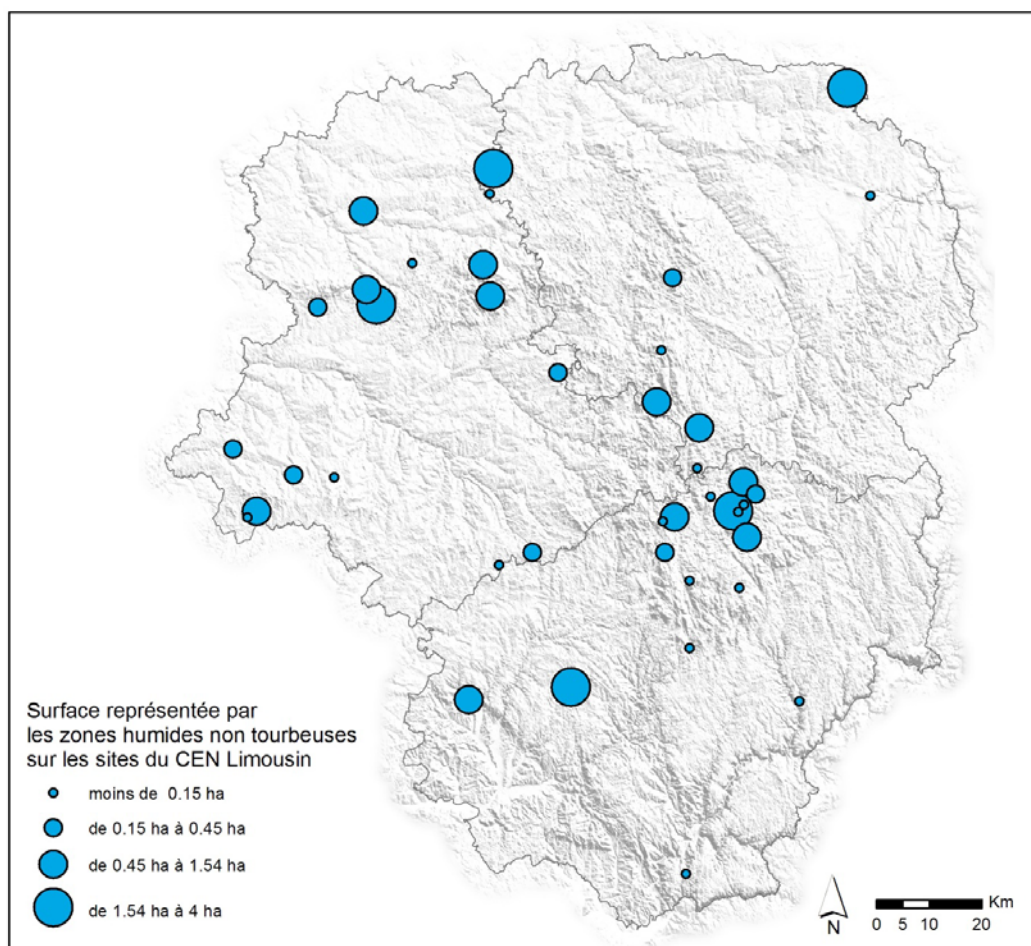 Surface représentée par
les zones humides non tourbeuses
sur les sites du CEN Limousin
moins de 0.15 ha
de 0.15 ha à 0.45 ha
de 0.45 ha à 1.54 ha
de 1.54 ha à 4 ha
N
Km
0 5 10 20